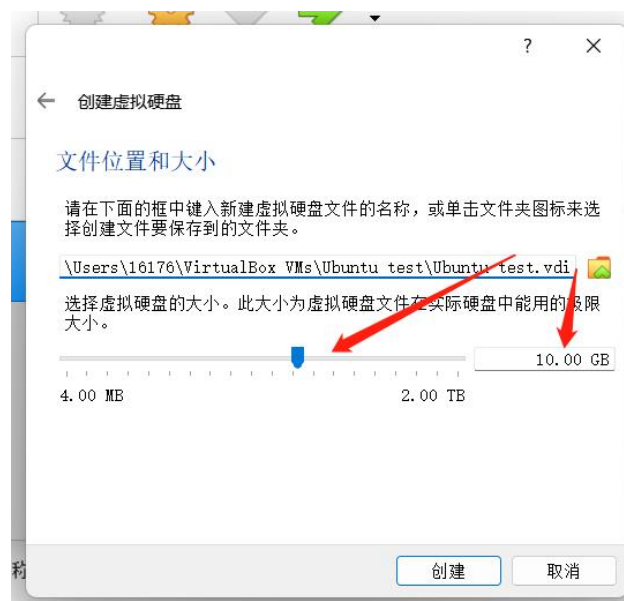 ?
创建虚拟硬盘
文件位置和大小
请在下面的框中键入新建虚拟硬盘文件的名称，或单击文件夹图标来选
择创建文件要保存到的文件夹。
\Users\16176\VirtualBox VMs\Ubuntu test\Ubuntu test.vdi
选择虚拟硬盘的大小。此大小为虚拟硬盘文件在实际硬盘中能用的极限
大小。
10.00 GB
4.00 MB 2.00 TB
称
创建 取消